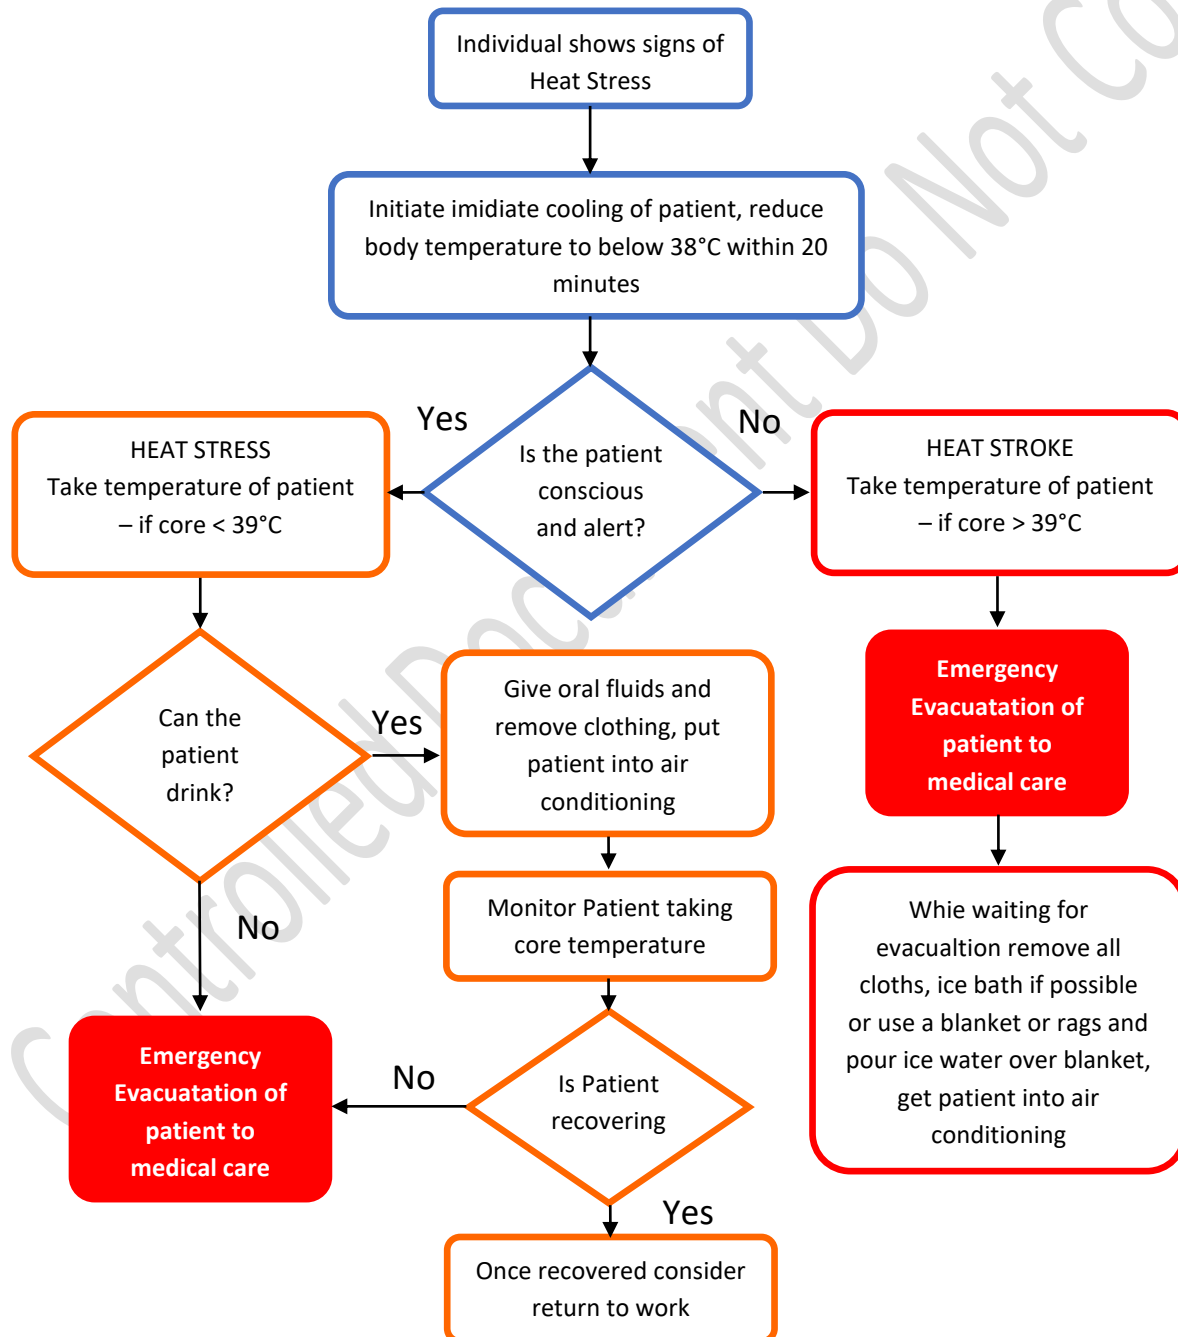 Individual shows signs of
Heat Stress
Initiate imidiate cooling of patient, reduce
body temperature to below 38°C within 20
minutes
Is the patient
conscious
and alert?
Yes
No
HEAT STRESS
Take temperature of patient
– if core < 39°C
HEAT STROKE
Take temperature of patient
– if core > 39°C
Can the
patient
drink?
Yes
No
Give oral fluids and
remove clothing, put
patient into air
conditioning
Emergency
Evacuatation of
patient to
medical care
Monitor Patient taking
core temperature
Whie waiting for
evacualtion remove all
cloths, ice bath if possible
or use a blanket or rags and
pour ice water over blanket,
get patient into air
conditioning
Is Patient
recovering
No
Yes
Emergency
Evacuatation of
patient to
medical care
Once recovered consider
return to work
Controlled Document Do Not Co